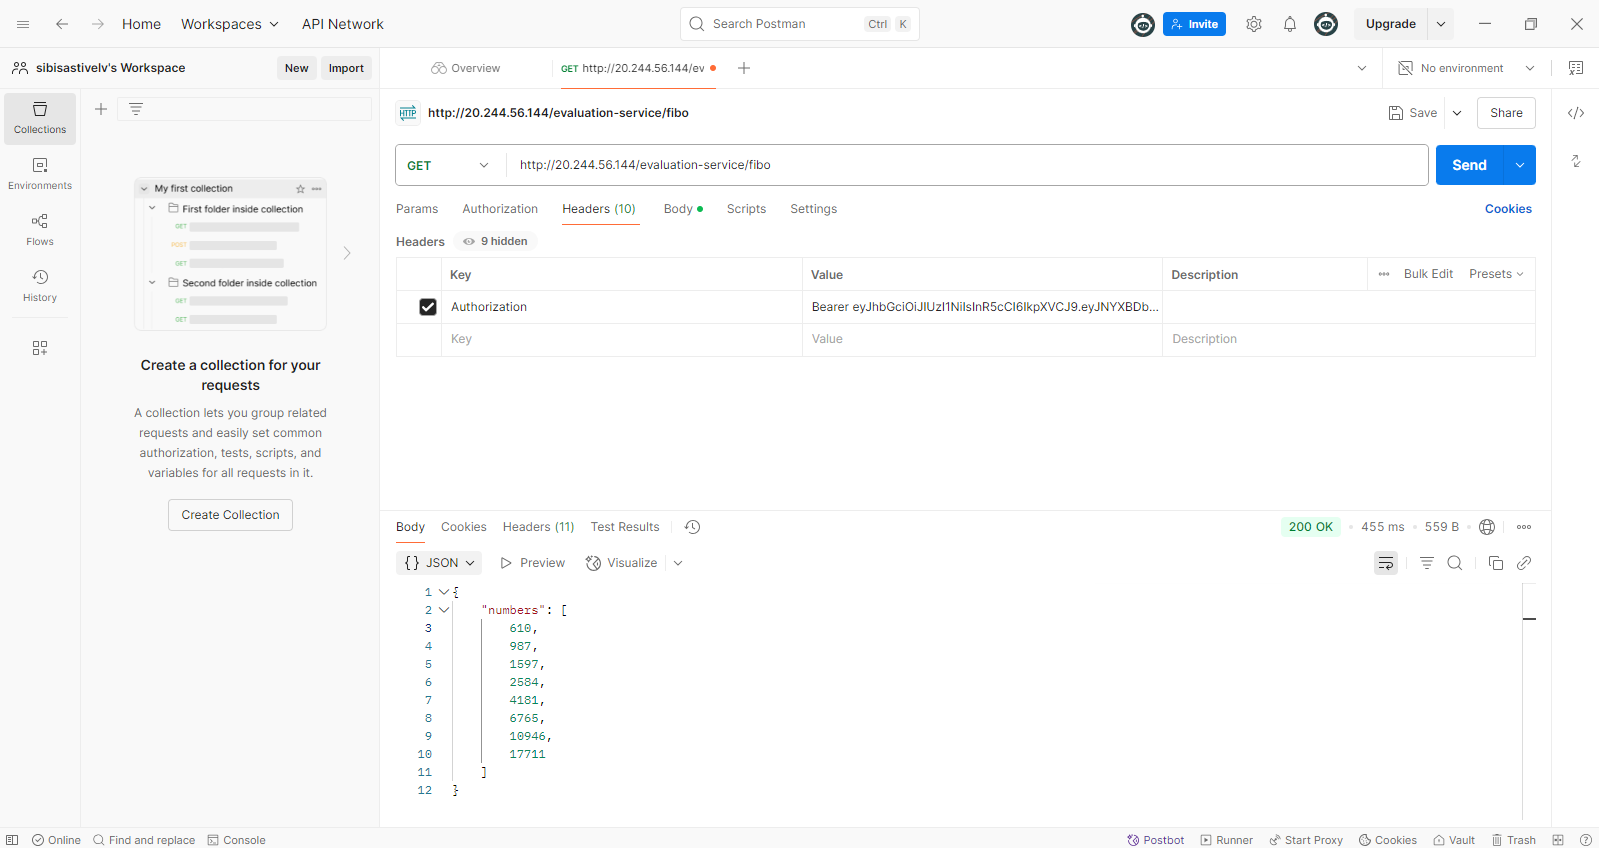 Home
Workspaces
API Network
Search Postman
Ctrl K
Invite
Upgrade
sibisastivelv's Workspace
New
Import
Overview
GET http://20.244.56.144/ev
No environment
Collections
Environments
Flows
History
My first collection
First folder inside collection
GET
POST
GET
Second folder inside collection
GET
GET
Create a collection for your
requests
A collection lets you group related
requests and easily set common
authorization, tests, scripts, and
variables for all requests in it.
Create Collection
HTTP
http://20.244.56.144/evaluation-service/fibo
Save
Share
GET
http://20.244.56.144/evaluation-service/fibo
Send
Params
Authorization
Headers (10)
Body
Scripts
Settings
Cookies
Headers
9 hidden
Key
Value
Description
Bulk Edit
Presets
Authorization
Bearer eyJhbGciOiJIUzI1NiIsInR5cCI6IkpXVCJ9.eyJNYXBDb...
Key
Value
Description
Body
Cookies
Headers (11)
Test Results
200 OK
455 ms
559 B
{} JSON
Preview
Visualize
1 {
2 "numbers": [
3 610,
4 987,
5 1597,
6 2584,
7 4181,
8 6765,
9 10946,
10 17711
11 ]
12 }
Online
Find and replace
Console
Postbot
Runner
Start Proxy
Cookies
Vault
Trash